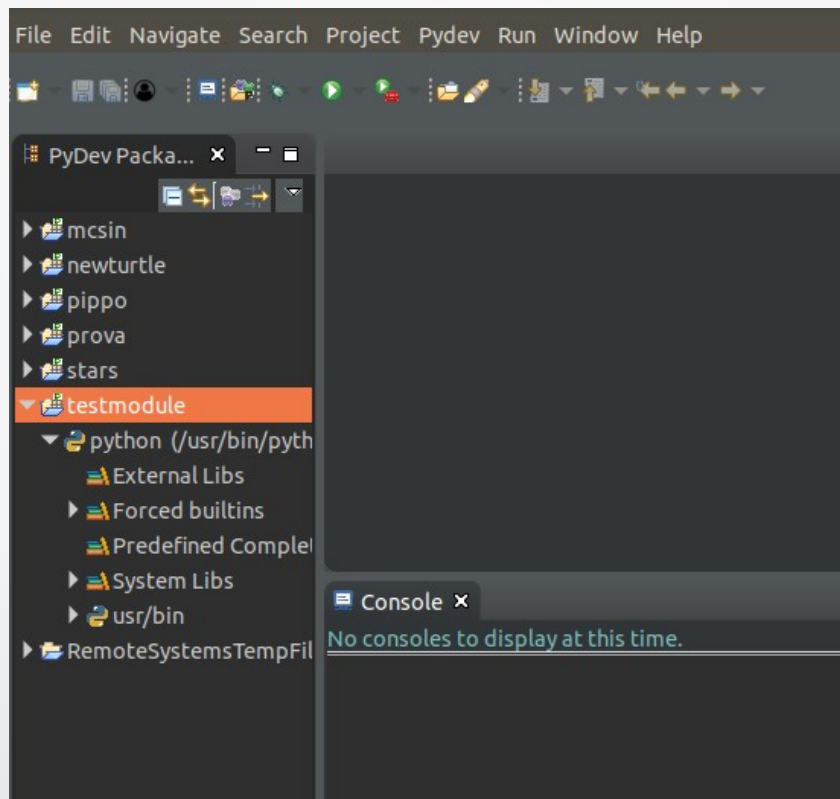 File Edit Navigate Search Project Pydev Run Window Help
PyDev Packa...
mcsin
newturtle
pippo
prova
stars
testmodule
python (/usr/bin/pyth
External Libs
Forced builtins
Predefined Complet
System Libs
usr/bin
RemoteSystemsTempFil
Console
No consoles to display at this time.